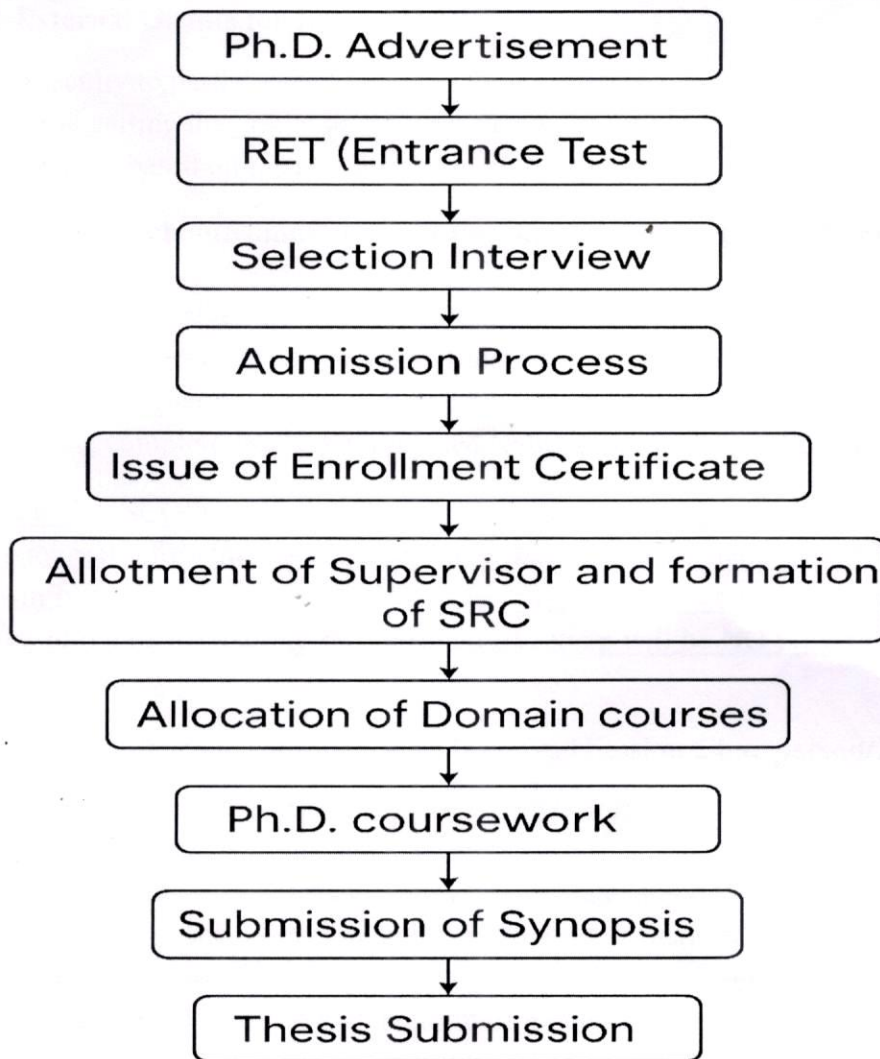 Ph.D. Advertisement
RET (Entrance Test
Selection Interview
Admission Process
Issue of Enrollment Certificate
Allotment of Supervisor and formation
of SRC
Allocation of Domain courses
Ph.D. coursework
Submission of Synopsis
Thesis Submission